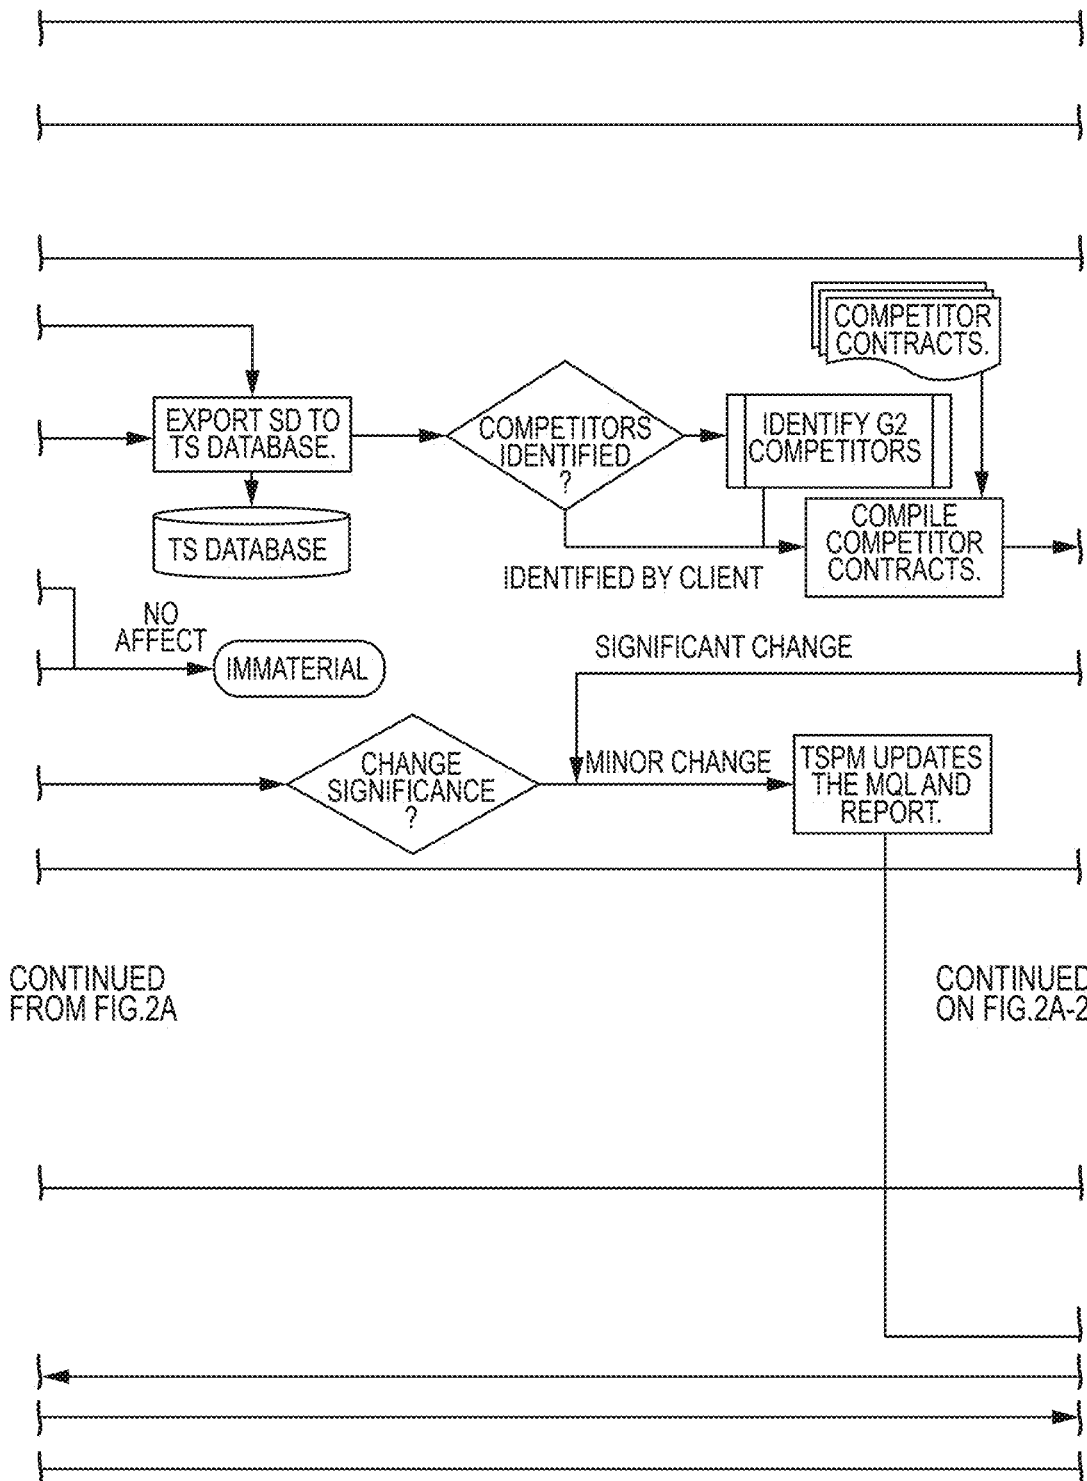 COMPETITOR
CONTRACTS.
EXPORT SD TO
TS DATABASE.
COMPETITORS
IDENTIFIED
?
IDENTIFY G2
COMPETITORS
TS DATABASE
COMPILE
COMPETITOR
CONTRACTS.
IDENTIFIED BY CLIENT
NO
AFFECT
IMMATERIAL
SIGNIFICANT CHANGE
CHANGE
SIGNIFICANCE
?
MINOR CHANGE
TSPM UPDATES
THE MQL AND
REPORT.
CONTINUED
FROM FIG.2A
CONTINUED
ON FIG.2A-2